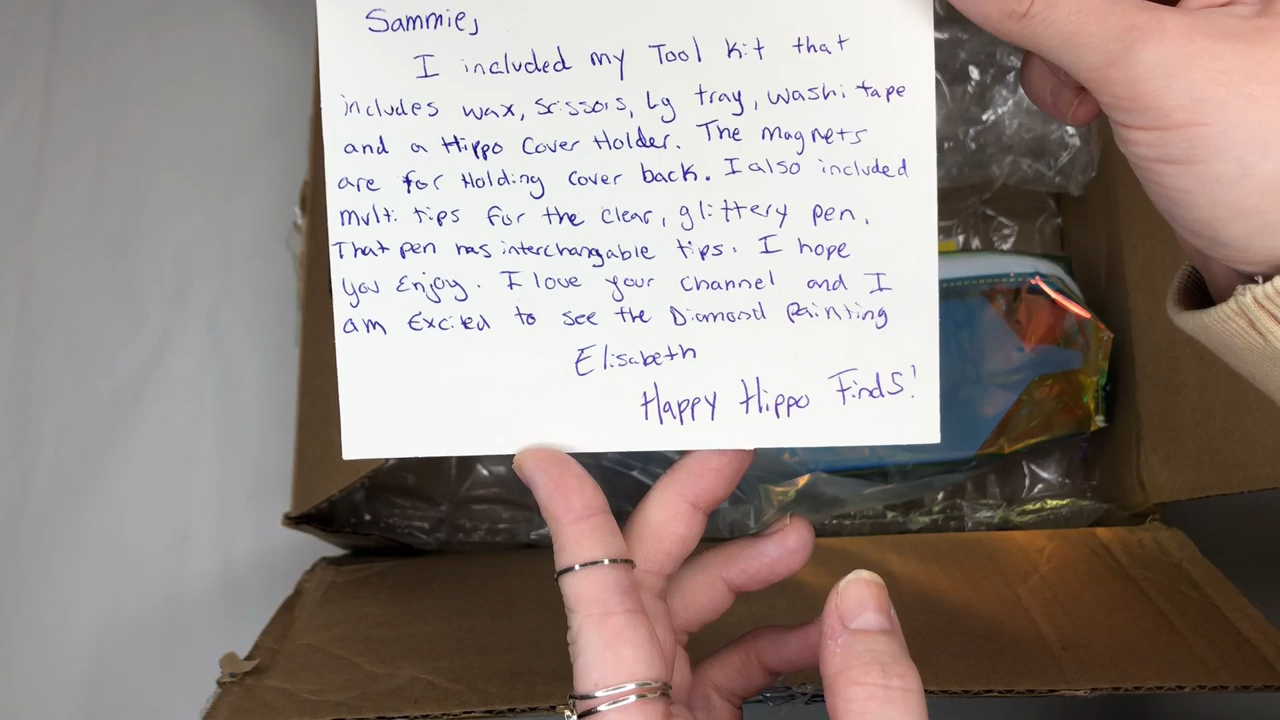 Sammie,
I included my Tool Kit that
includes wax, Scissors, Lg tray, washi tape
and a Hippo Cover Holder. The Magnets
are for Holding Cover back. I also included
multi tips for the clear, glittery pen.
That pen has interchangable tips. I hope
you Enjoy. I love your Channel and I
am Excited to see the Diamond Painting
Elisabeth
Happy Hippo Finds!